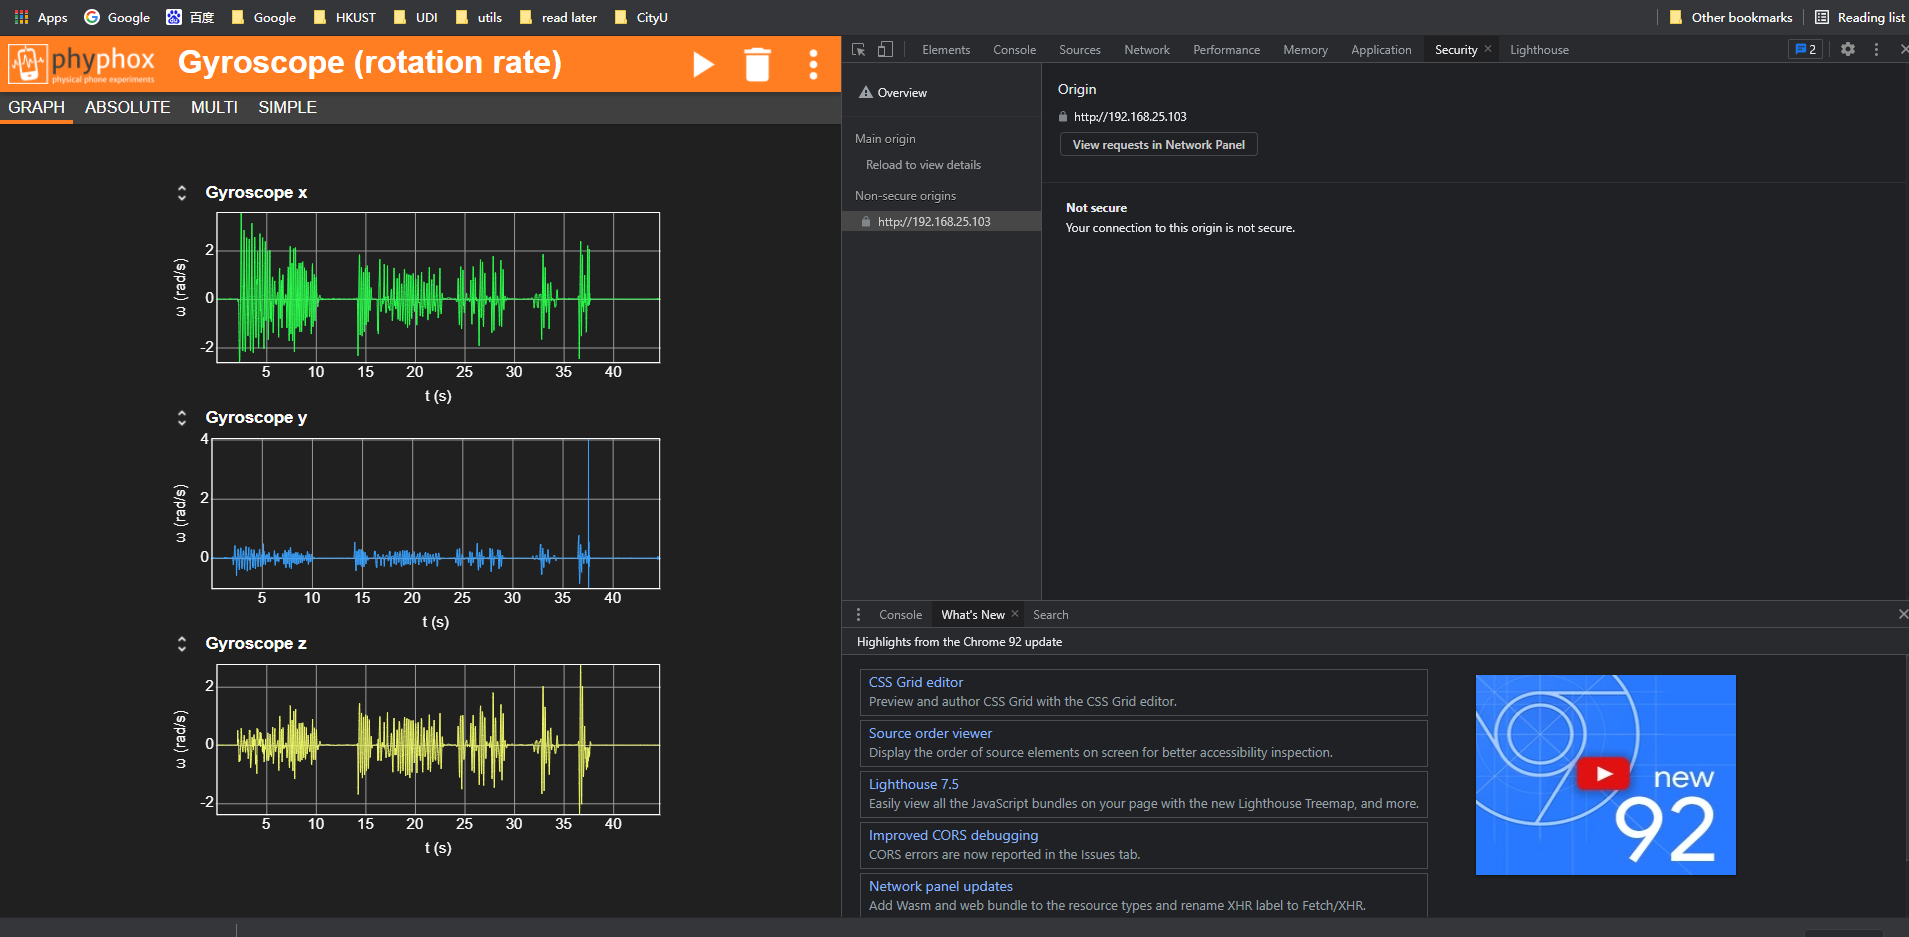 Apps Google 百度 Google HKUST UDI utils read later CityU Other bookmarks Reading list
phyphox
physical phone experiments
Gyroscope (rotation rate)
GRAPH ABSOLUTE MULTI SIMPLE
Gyroscope x
ω (rad/s)
2
0
-2
5 10 15 20 25 30 35 40
t (s)
Gyroscope y
ω (rad/s)
4
2
0
5 10 15 20 25 30 35 40
t (s)
Gyroscope z
ω (rad/s)
2
0
-2
5 10 15 20 25 30 35 40
t (s)
Elements Console Sources Network Performance Memory Application Security Lighthouse 2
Overview
Main origin
Reload to view details
Non-secure origins
http://192.168.25.103
Origin
http://192.168.25.103
View requests in Network Panel
Not secure
Your connection to this origin is not secure.
Console What's New Search
Highlights from the Chrome 92 update
CSS Grid editor
Preview and author CSS Grid with the CSS Grid editor.
Source order viewer
Display the order of source elements on screen for better accessibility inspection.
Lighthouse 7.5
Easily view all the JavaScript bundles on your page with the new Lighthouse Treemap, and more.
Improved CORS debugging
CORS errors are now reported in the Issues tab.
Network panel updates
Add Wasm and web bundle to the resource types and rename XHR label to Fetch/XHR.
new
92